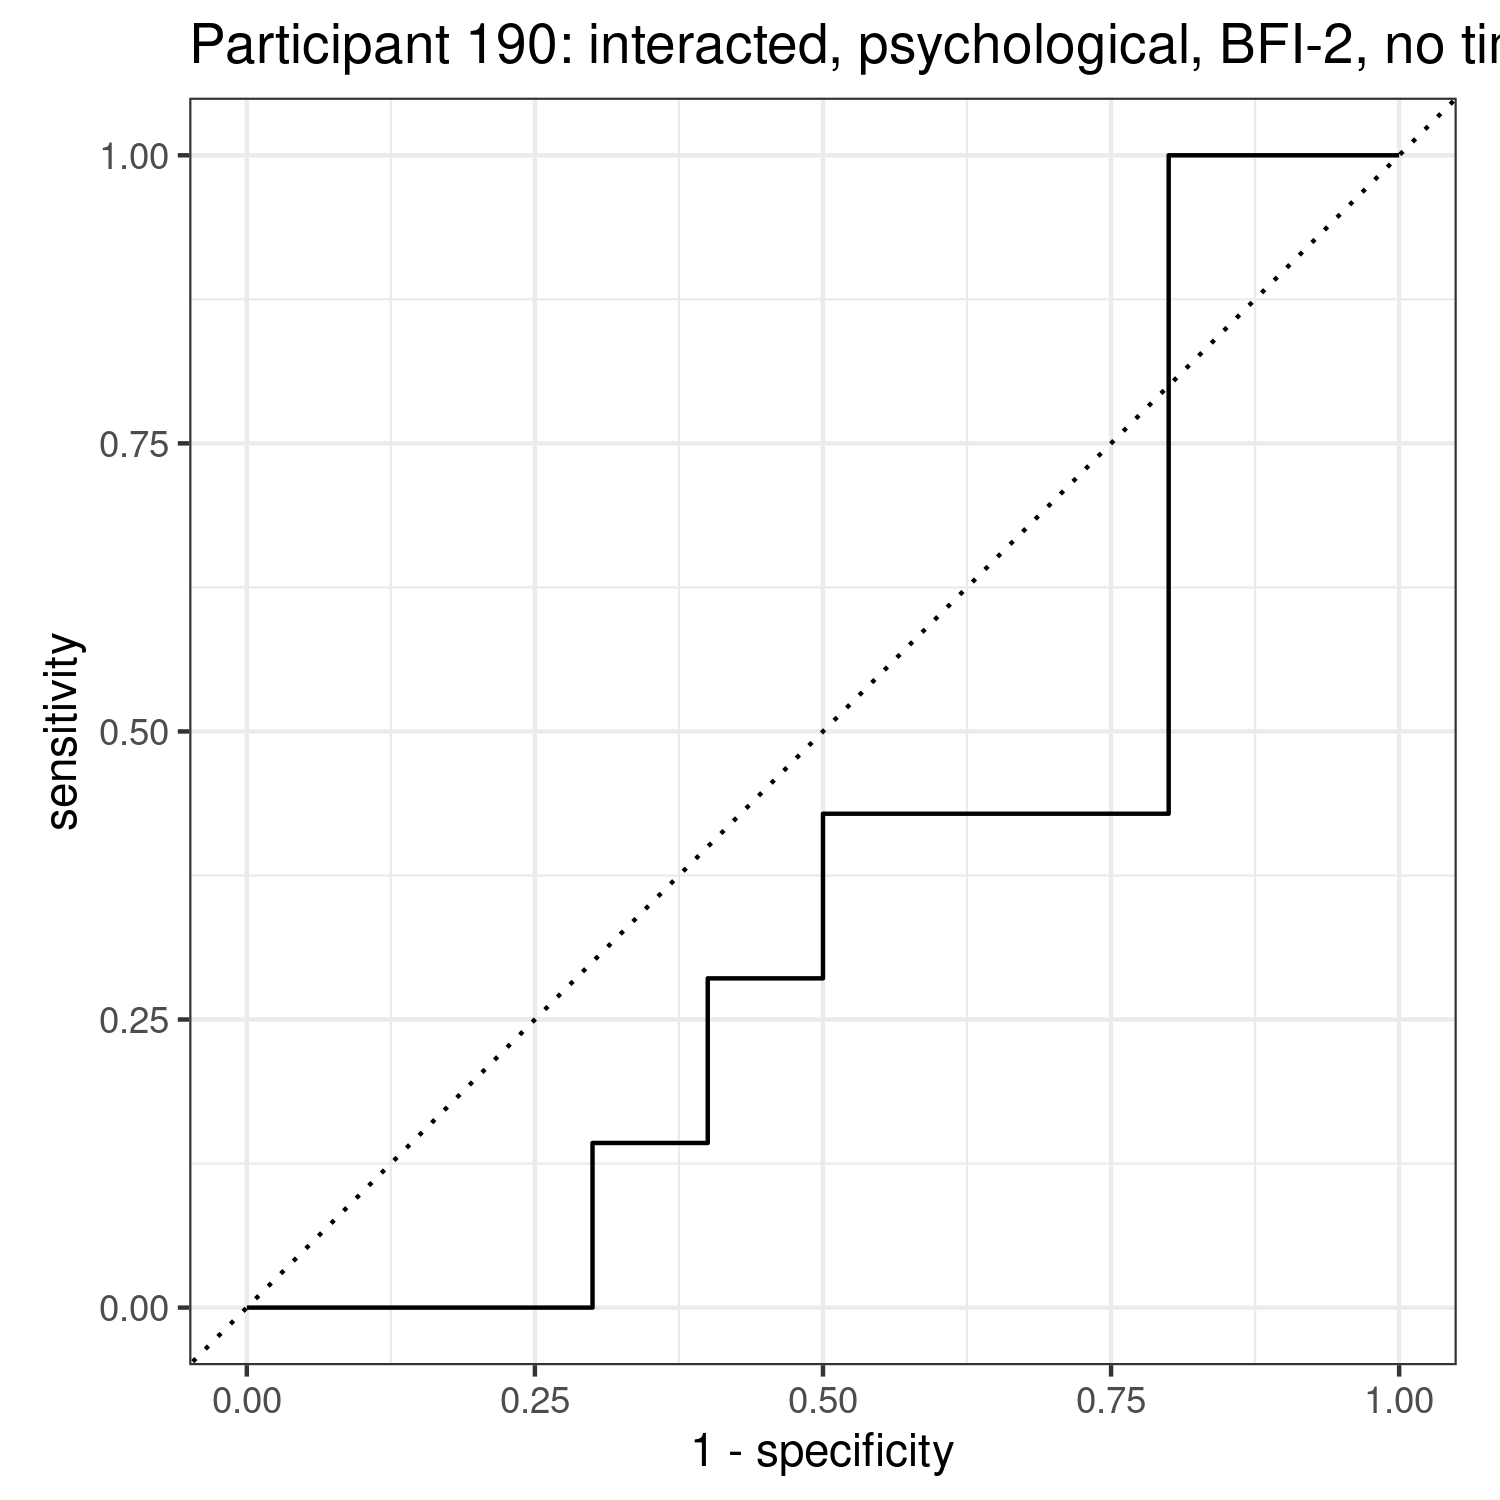 Participant 190: interacted, psychological, BFI-2, no
1.00
0.75
0.50
0.25
0.00
sensitivity
0.00 0.25 0.50 0.75 1.00
1 - specificity